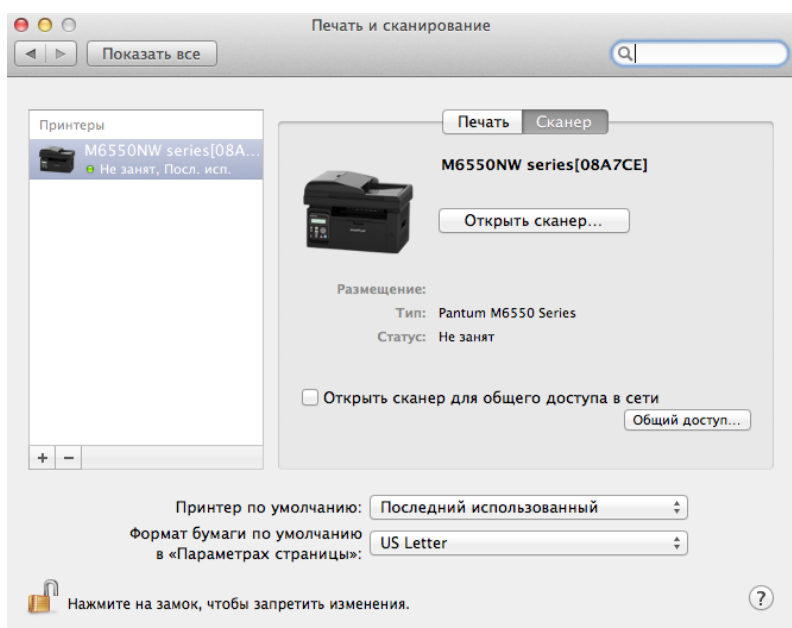 Печать и сканирование
Показать все
Принтеры
M6550NW series[08A...
Не занят, Посл. исп.
Печать Сканер
M6550NW series[08A7CE]
Открыть сканер...
Размещение:
Тип: Pantum M6550 Series
Статус: Не занят
Открыть сканер для общего доступа в сети
Общий доступ...
+ −
Принтер по умолчанию: Последний использованный
Формат бумаги по умолчанию
в «Параметрах страницы»: US Letter
Нажмите на замок, чтобы запретить изменения.
?